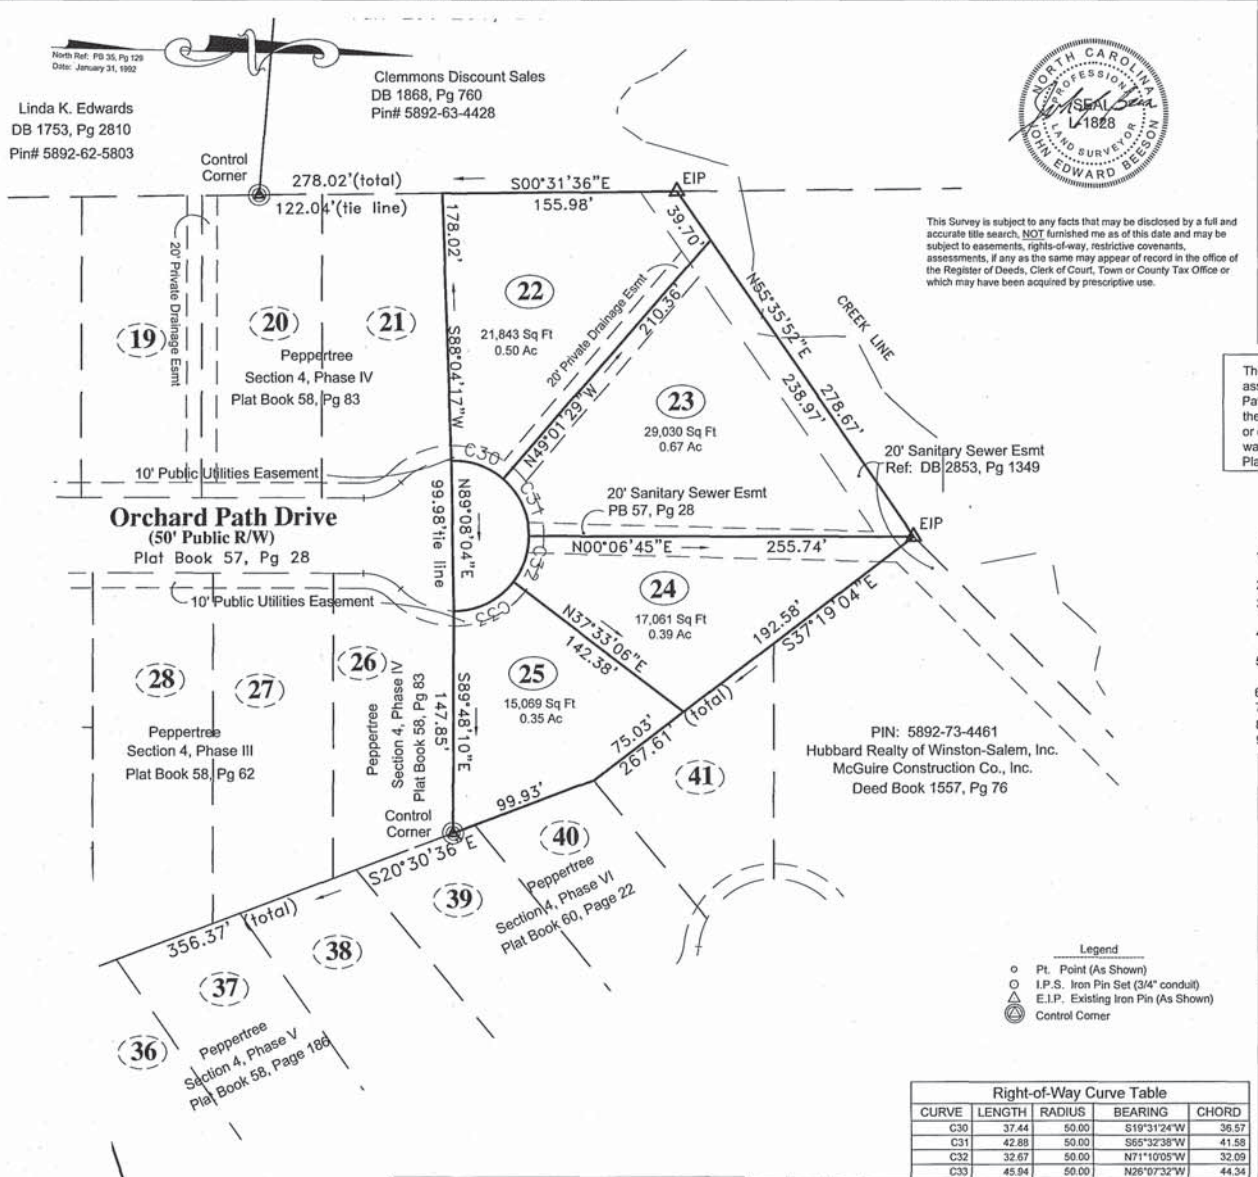 North Ref: PB 35, Pg 129
Date: January 31, 1992
Linda K. Edwards
DB 1753, Pg 2810
Pin# 5892-62-5803
Clemmons Discount Sales
DB 1868, Pg 760
Pin# 5892-63-4428
NORTH CAROLINA
PROFESSIONAL
SEAL
L-1828
LAND SURVEYOR
JOHN EDWARD BEESON
This Survey is subject to any facts that may be disclosed by a full and
accurate title search, NOT furnished me as of this date and may be
subject to easements, rights-of-way, restrictive covenants,
assessments, if any as the same may appear of record in the office of
the Register of Deeds, Clerk of Court, Town or County Tax Office or
which may have been acquired by prescriptive use.
Control
Corner
278.02'(total)
122.04'(tie line)
S00°31'36"E
155.98'
EIP
39.70'
178.02'
S88°04'17"W
20' Private Drainage Esmt
19
20
21
Peppertree
Section 4, Phase IV
Plat Book 58, Pg 83
22
21,843 Sq Ft
0.50 Ac
20' Private Drainage Esmt
210.36'
N49°01'29"W
N55°35'52"E
278.67'
238.97'
CREEK LINE
23
29,030 Sq Ft
0.67 Ac
20' Sanitary Sewer Esmt
Ref: DB 2853, Pg 1349
10' Public Utilities Easement
C30
C31
C32
C33
20' Sanitary Sewer Esmt
PB 57, Pg 28
Orchard Path Drive
(50' Public R/W)
Plat Book 57, Pg 28
N89°08'04"E
99.98'tie line
EIP
N00°06'45"E
255.74'
10' Public Utilities Easement
24
17,061 Sq Ft
0.39 Ac
N37°33'06"E
142.38'
192.58'
S37°19'04"E
28
27
26
Peppertree
Section 4, Phase III
Plat Book 58, Pg 62
Peppertree
Section 4, Phase IV
Plat Book 58, Pg 83
S89°48'10"E
147.85'
25
15,069 Sq Ft
0.35 Ac
75.03'
267.61' (total)
41
PIN: 5892-73-4461
Hubbard Realty of Winston-Salem, Inc.
McGuire Construction Co., Inc.
Deed Book 1557, Pg 76
99.93'
Control
Corner
S20°30'36"E
356.37' (total)
40
Peppertree
Section 4, Phase VI
Plat Book 60, Page 22
39
38
37
36
Peppertree
Section 4, Phase V
Plat Book 58, Page 186
Legend
Pt. Point (As Shown)
I.P.S. Iron Pin Set (3/4" conduit)
E.I.P. Existing Iron Pin (As Shown)
Control Corner
Right-of-Way Curve Table
CURVE LENGTH RADIUS BEARING CHORD
C30 37.44 50.00 S19°31'24"W 36.57
C31 42.88 50.00 S65°32'38"W 41.58
C32 32.67 50.00 N71°10'05"W 32.09
C33 45.94 50.00 N26°07'32"W 44.34